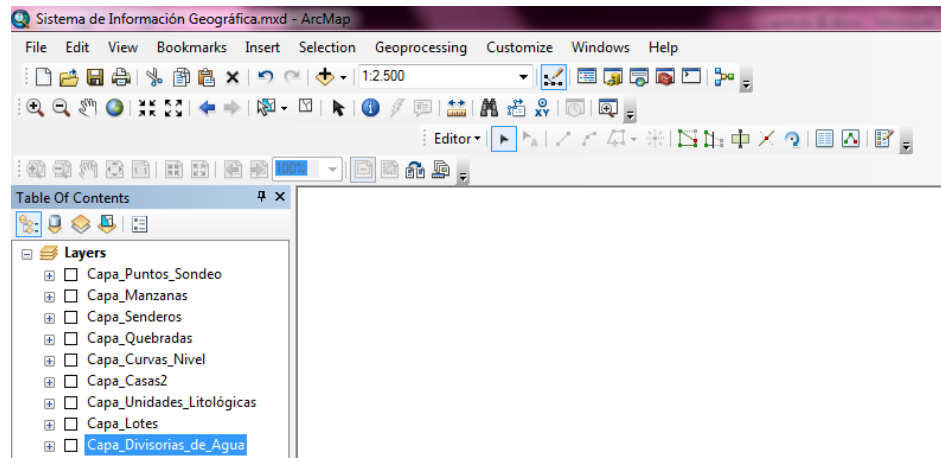 Sistema de Información Geográfica.mxd - ArcMap
File Edit View Bookmarks Insert Selection Geoprocessing Customize Windows Help
1:2.500
Editor
100%
Table Of Contents
Layers
Capa_Puntos_Sondeo
Capa_Manzanas
Capa_Senderos
Capa_Quebradas
Capa_Curvas_Nivel
Capa_Casas2
Capa_Unidades_Litológicas
Capa_Lotes
Capa_Divisorias_de_Agua